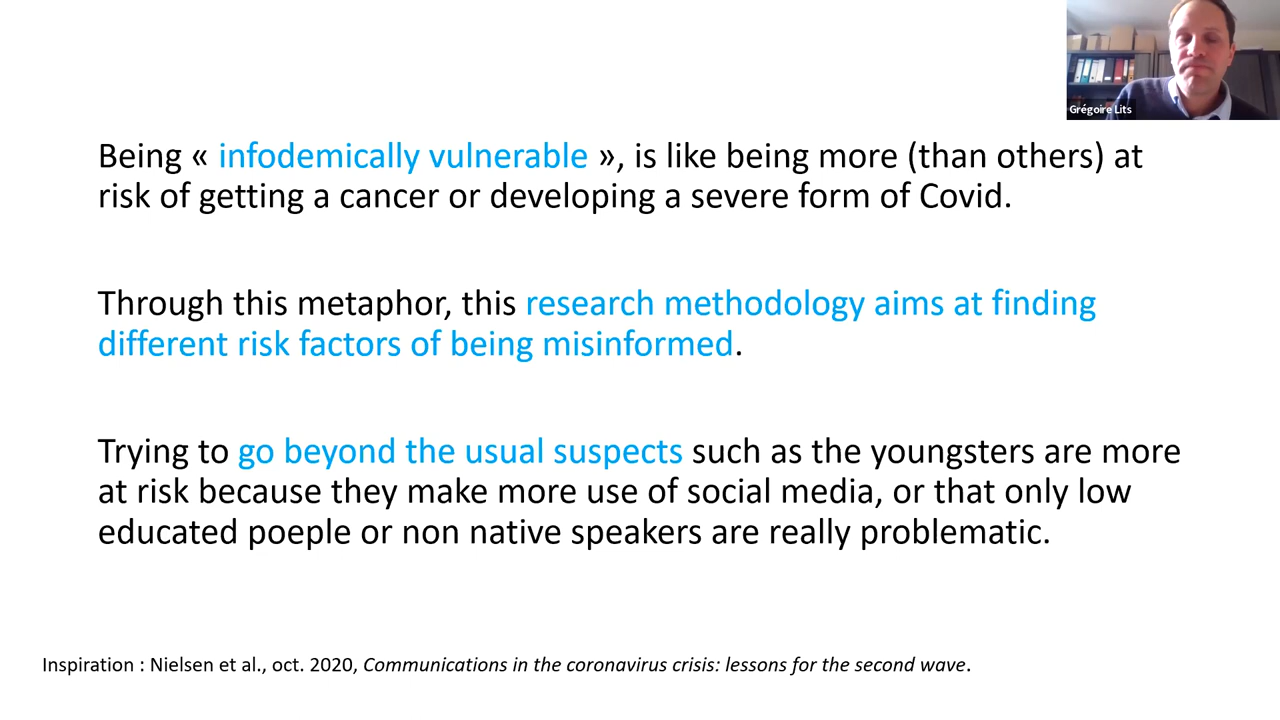 Grégoire Lits
Being « infodemically vulnerable », is like being more (than others) at
risk of getting a cancer or developing a severe form of Covid.
Through this metaphor, this research methodology aims at finding
different risk factors of being misinformed.
Trying to go beyond the usual suspects such as the youngsters are more
at risk because they make more use of social media, or that only low
educated poeple or non native speakers are really problematic.
Inspiration : Nielsen et al., oct. 2020, Communications in the coronavirus crisis: lessons for the second wave.